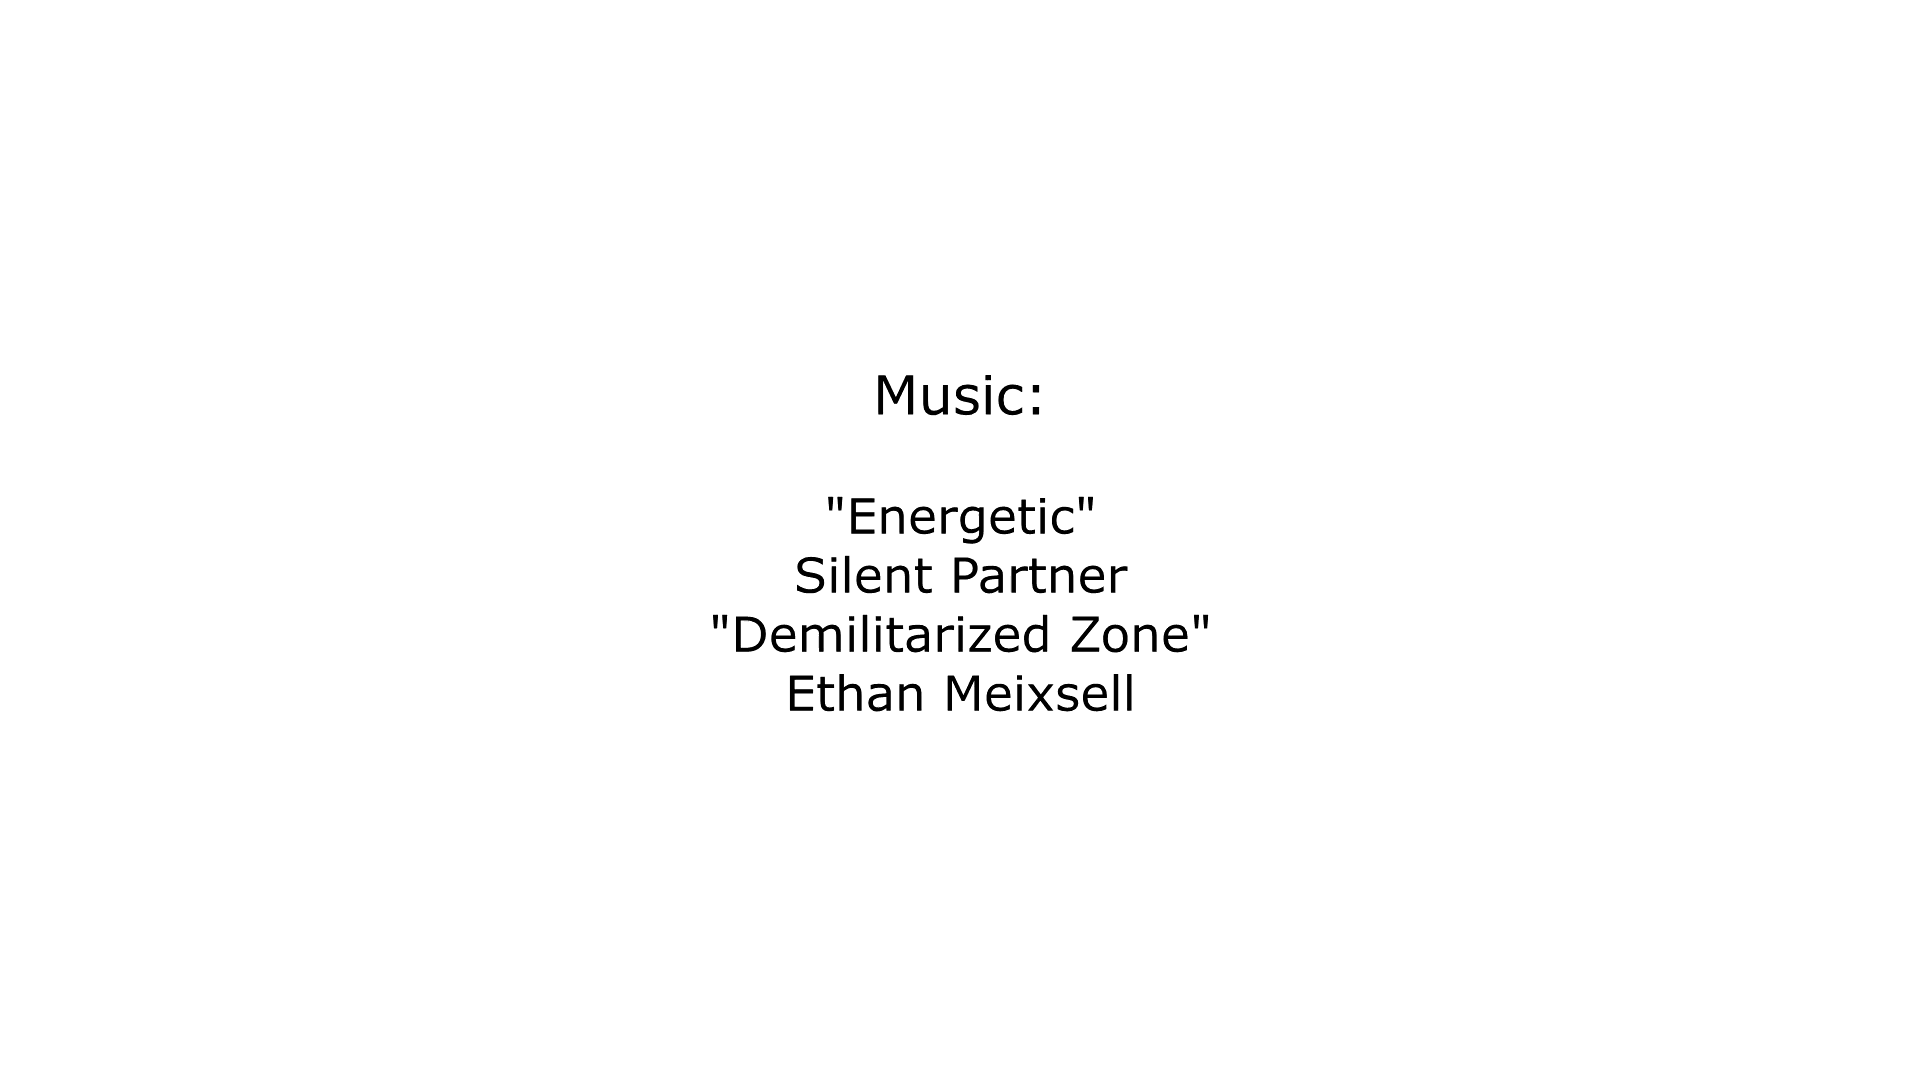 Music:
"Energetic"
Silent Partner
"Demilitarized Zone"
Ethan Meixsell